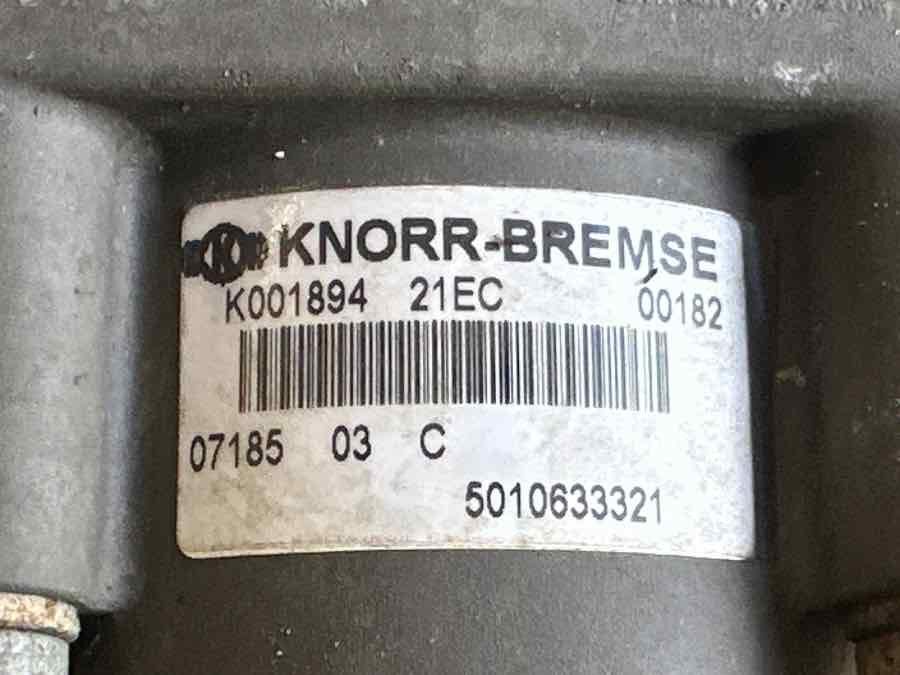 K KNORR-BREMSE
K001894 21EC 00182
07185 03 C
5010633321